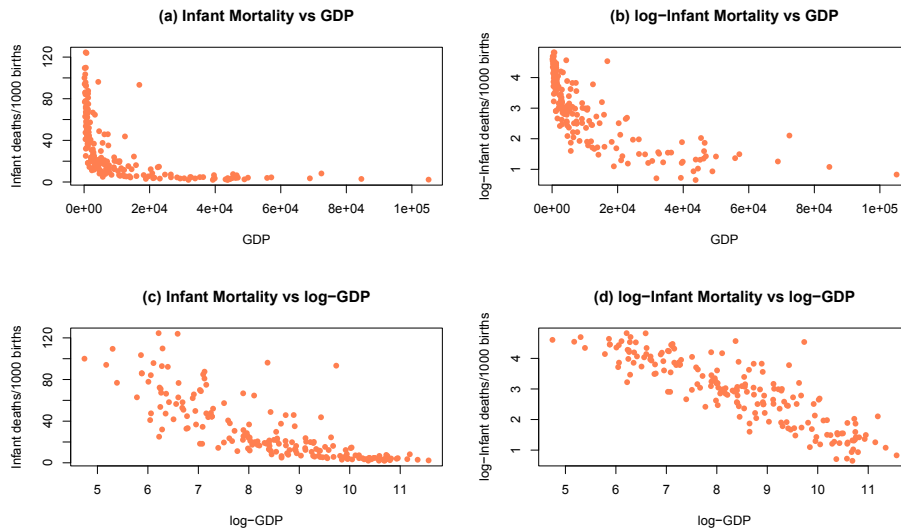 (a) Infant Mortality vs GDP
Infant deaths/1000 births
0 40 80 120
0e+00 2e+04 4e+04 6e+04 8e+04 1e+05
GDP
(b) log−Infant Mortality vs GDP
log−Infant deaths/1000 births
1 2 3 4
0e+00 2e+04 4e+04 6e+04 8e+04 1e+05
GDP
(c) Infant Mortality vs log−GDP
Infant deaths/1000 births
0 40 80 120
5 6 7 8 9 10 11
log−GDP
(d) log−Infant Mortality vs log−GDP
log−Infant deaths/1000 births
1 2 3 4
5 6 7 8 9 10 11
log−GDP